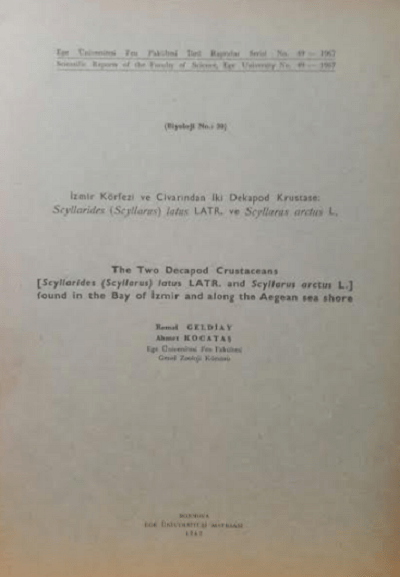 Ege Üniversitesi Fen Fakültesi İlmi Raporlar Serisi No. 49 — 1967
Scientific Reports of the Faculty of Science, Ege University No. 49 — 1967
İzmir Körfezi ve Civarından İki Dekapod Krustase:
Scyllarides (Scyllarus) latus LATR. ve Scyllarus arctus L.
The Two Decapod Crustaceans
[Scyllarides (Scyllarus) latus LATR. and Scyllarus arctus L.]
found in the Bay of İzmir and along the Aegean sea shore
Remzi GELDİAY
Ahmet KOCATAŞ
Ege Üniversitesi Fen Fakültesi
Genel Zooloji Kürsüsü
BORNOVA
EGE ÜNİVERSİTESİ MATBAASI